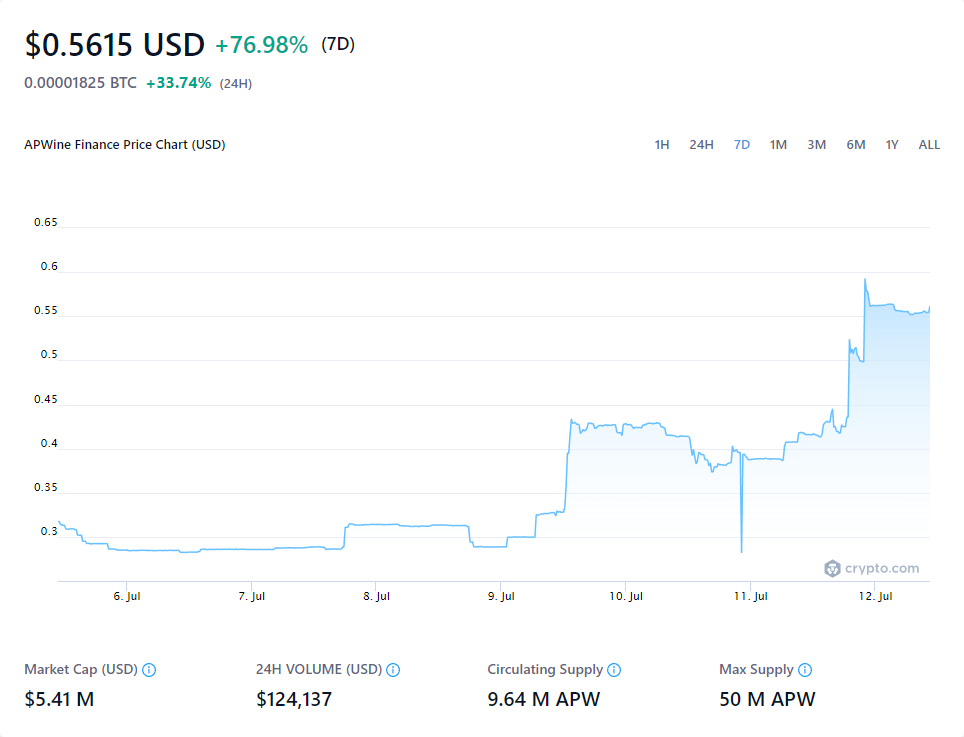 $0.5615 USD +76.98% (7D)
0.00001825 BTC +33.74% (24H)
APWine Finance Price Chart (USD)
1H 24H 7D 1M 3M 6M 1Y ALL
0.65
0.6
0.55
0.5
0.45
0.4
0.35
0.3
crypto.com
6. Jul 7. Jul 8. Jul 9. Jul 10. Jul 11. Jul 12. Jul
Market Cap (USD) 24H VOLUME (USD) Circulating Supply Max Supply
$5.41 M $124,137 9.64 M APW 50 M APW